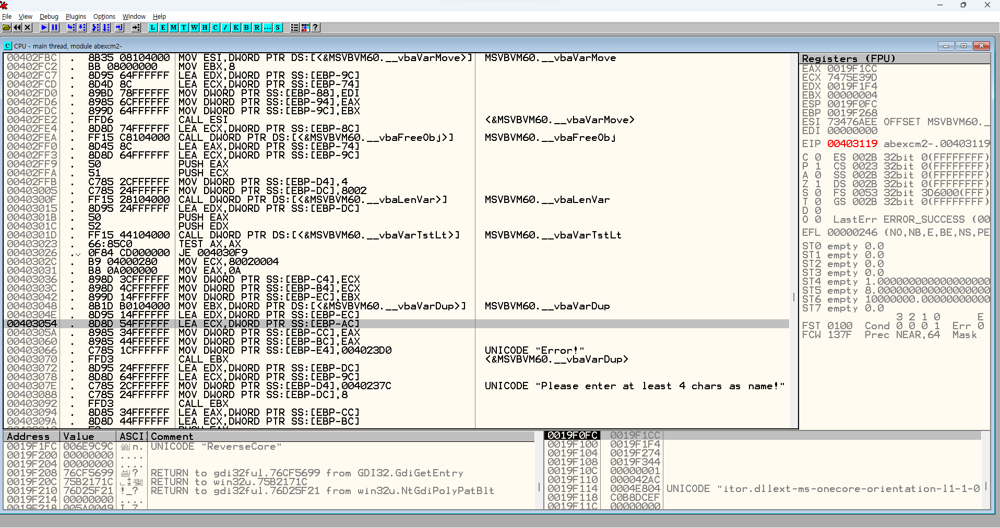 File View Debug Plugins Options Window Help
L E M T W H C / K B R ... S ?
C CPU - main thread, module abexcm2-
00402FBC . 8B35 08104000 MOV ESI,DWORD PTR DS:[<&MSVBVM60.__vbaVarMove>] MSVBVM60.__vbaVarMove
00402FC2 . BB 08000000 MOV EBX,8
00402FC7 . 8D95 64FFFFFF LEA EDX,DWORD PTR SS:[EBP-9C]
00402FCD . 8D4D 8C LEA ECX,DWORD PTR SS:[EBP-74]
00402FD0 . 89BD 78FFFFFF MOV DWORD PTR SS:[EBP-88],EDI
00402FD6 . 8985 6CFFFFFF MOV DWORD PTR SS:[EBP-94],EAX
00402FDC . 899D 64FFFFFF MOV DWORD PTR SS:[EBP-9C],EBX
00402FE2 . FFD6 CALL ESI <&MSVBVM60.__vbaVarMove>
00402FE4 . 8D8D 74FFFFFF LEA ECX,DWORD PTR SS:[EBP-8C]
00402FEA . FF15 C8104000 CALL DWORD PTR DS:[<&MSVBVM60.__vbaFreeObj>] MSVBVM60.__vbaFreeObj
00402FF0 . 8D45 8C LEA EAX,DWORD PTR SS:[EBP-74]
00402FF3 . 8D8D 64FFFFFF LEA ECX,DWORD PTR SS:[EBP-9C]
00402FF9 . 50 PUSH EAX
00402FFA . 51 PUSH ECX
00402FFB . C785 2CFFFFFF MOV DWORD PTR SS:[EBP-D4],4
00403005 . C785 24FFFFFF MOV DWORD PTR SS:[EBP-DC],8002
0040300F . FF15 28104000 CALL DWORD PTR DS:[<&MSVBVM60.__vbaLenVar>] MSVBVM60.__vbaLenVar
00403015 . 8D95 24FFFFFF LEA EDX,DWORD PTR SS:[EBP-DC]
0040301B . 50 PUSH EAX
0040301C . 52 PUSH EDX
0040301D . FF15 44104000 CALL DWORD PTR DS:[<&MSVBVM60.__vbaVarTstLt>] MSVBVM60.__vbaVarTstLt
00403023 . 66:85C0 TEST AX,AX
00403026 . 0F84 CD000000 JE 004030F9
0040302C . B9 04000280 MOV ECX,80020004
00403031 . B8 0A000000 MOV EAX,0A
00403036 . 898D 3CFFFFFF MOV DWORD PTR SS:[EBP-C4],ECX
0040303C . 898D 4CFFFFFF MOV DWORD PTR SS:[EBP-B4],ECX
00403042 . 899D 14FFFFFF MOV DWORD PTR SS:[EBP-EC],EBX
00403048 . 8B1D B0104000 MOV EBX,DWORD PTR DS:[<&MSVBVM60.__vbaVarDup>] MSVBVM60.__vbaVarDup
0040304E . 8D95 14FFFFFF LEA EDX,DWORD PTR SS:[EBP-EC]
00403054 . 8D8D 54FFFFFF LEA ECX,DWORD PTR SS:[EBP-AC]
0040305A . 8985 34FFFFFF MOV DWORD PTR SS:[EBP-CC],EAX
00403060 . 8985 44FFFFFF MOV DWORD PTR SS:[EBP-BC],EAX
00403066 . C785 1CFFFFFF MOV DWORD PTR SS:[EBP-E4],004023D0 UNICODE "Error!"
00403070 . FFD3 CALL EBX <&MSVBVM60.__vbaVarDup>
00403072 . 8D95 24FFFFFF LEA EDX,DWORD PTR SS:[EBP-DC]
00403078 . 8D8D 64FFFFFF LEA ECX,DWORD PTR SS:[EBP-9C]
0040307E . C785 2CFFFFFF MOV DWORD PTR SS:[EBP-D4],0040237C UNICODE "Please enter at least 4 chars as name!"
00403088 . C785 24FFFFFF MOV DWORD PTR SS:[EBP-DC],8
00403092 . FFD3 CALL EBX
00403094 . 8D85 34FFFFFF LEA EAX,DWORD PTR SS:[EBP-CC]
0040309A . 8D8D 44FFFFFF LEA ECX,DWORD PTR SS:[EBP-BC]
Registers (FPU)
EAX 0019F1CC
ECX 7475E39D
EDX 0019F1F4
EBX 00000004
ESP 0019F0FC
EBP 0019F268
ESI 73476AEE OFFSET MSVBVM60._
EDI 00000000
EIP 00403119 abexcm2-.00403119
C 0 ES 002B 32bit 0(FFFFFFFF)
P 1 CS 0023 32bit 0(FFFFFFFF)
A 0 SS 002B 32bit 0(FFFFFFFF)
Z 1 DS 002B 32bit 0(FFFFFFFF)
S 0 FS 0053 32bit 3D6000(FFF)
T 0 GS 002B 32bit 0(FFFFFFFF)
D 0
O 0 LastErr ERROR_SUCCESS (00
EFL 00000246 (NO,NB,E,BE,NS,PE
ST0 empty 0.0
ST1 empty 0.0
ST2 empty 0.0
ST3 empty 0.0
ST4 empty 1.00000000000000000000
ST5 empty 8.00000000000000000000
ST6 empty 10000000.0000000000000
ST7 empty 0.0
3 2 1 0 E
FST 0100 Cond 0 0 0 1 Err 0
FCW 137F Prec NEAR,64 Mask
Address Value ASCI Comment
0019F1FC 006E9C9C n. UNICODE "ReverseCore"
0019F200 00000000 ....
0019F204 00000000 ....
0019F208 76CF5699 ? RETURN to gdi32ful.76CF5699 from GDI32.GdiGetEntry
0019F20C 75B2171C RETURN to win32u.75B2171C
0019F210 76D25F21 !_? RETURN to gdi32ful.76D25F21 from win32u.NtGdiPolyPatBlt
0019F214 00000000 ....
0019F218 005A0049 I.Z
0019F0FC 0019F1CC
0019F100 0019F1F4
0019F104 0019F274
0019F108 0019F344
0019F10C 00000001
0019F110 000042AC
0019F114 0004E804 UNICODE "itor.dllext-ms-onecore-orientation-l1-1-0
0019F118 C0B8DCEF
0019F11C 00000000